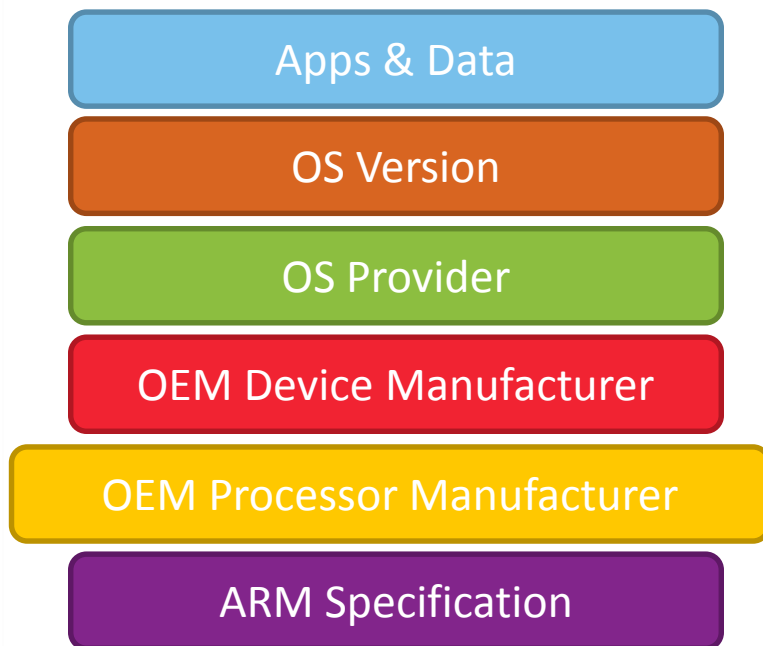 Apps & Data
OS Version
OS Provider
OEM Device Manufacturer
OEM Processor Manufacturer
ARM Specification